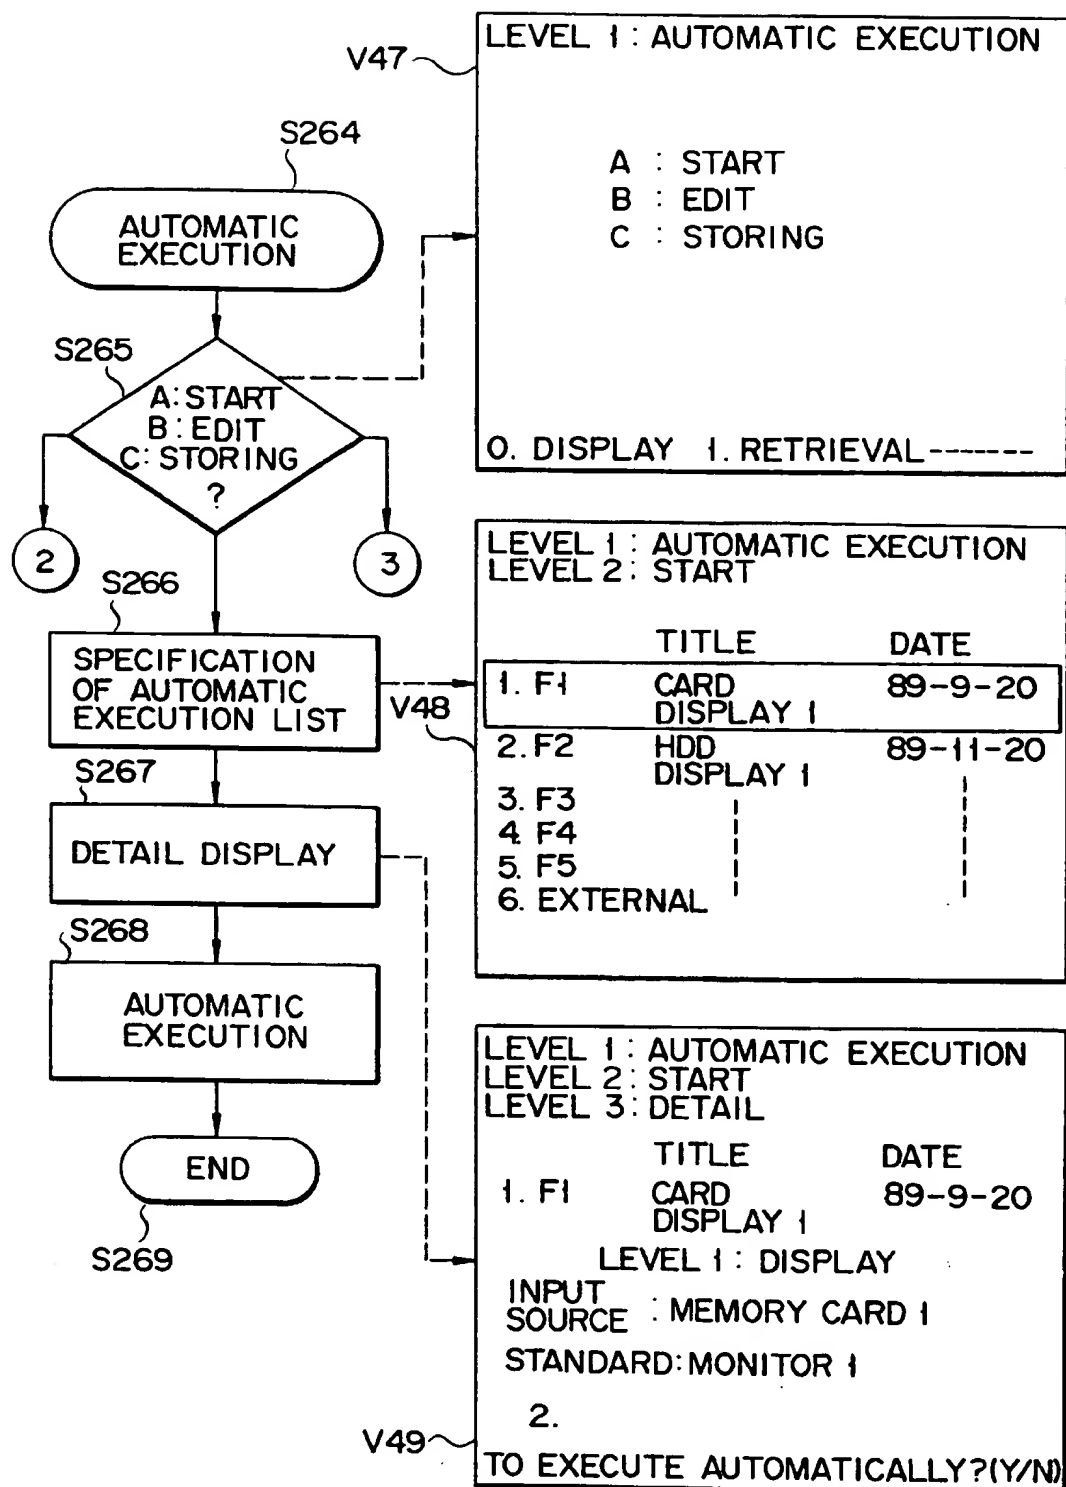 S264
AUTOMATIC
EXECUTION
S265
A:START
B:EDIT
C:STORING
?
2
3
S266
SPECIFICATION
OF AUTOMATIC
EXECUTION LIST
S267
DETAIL DISPLAY
S268
AUTOMATIC
EXECUTION
END
S269
V47
LEVEL 1: AUTOMATIC EXECUTION
A : START
B : EDIT
C : STORING
0. DISPLAY 1. RETRIEVAL-------
V48
LEVEL 1: AUTOMATIC EXECUTION
LEVEL 2: START
TITLE DATE
1. F1 CARD 89-9-20
DISPLAY 1
2. F2 HDD 89-11-20
DISPLAY 1
3. F3
4. F4
5. F5
6. EXTERNAL
V49
LEVEL 1: AUTOMATIC EXECUTION
LEVEL 2: START
LEVEL 3: DETAIL
TITLE DATE
1. F1 CARD 89-9-20
DISPLAY 1
LEVEL 1: DISPLAY
INPUT
SOURCE : MEMORY CARD 1
STANDARD: MONITOR 1
2.
TO EXECUTE AUTOMATICALLY?(Y/N)